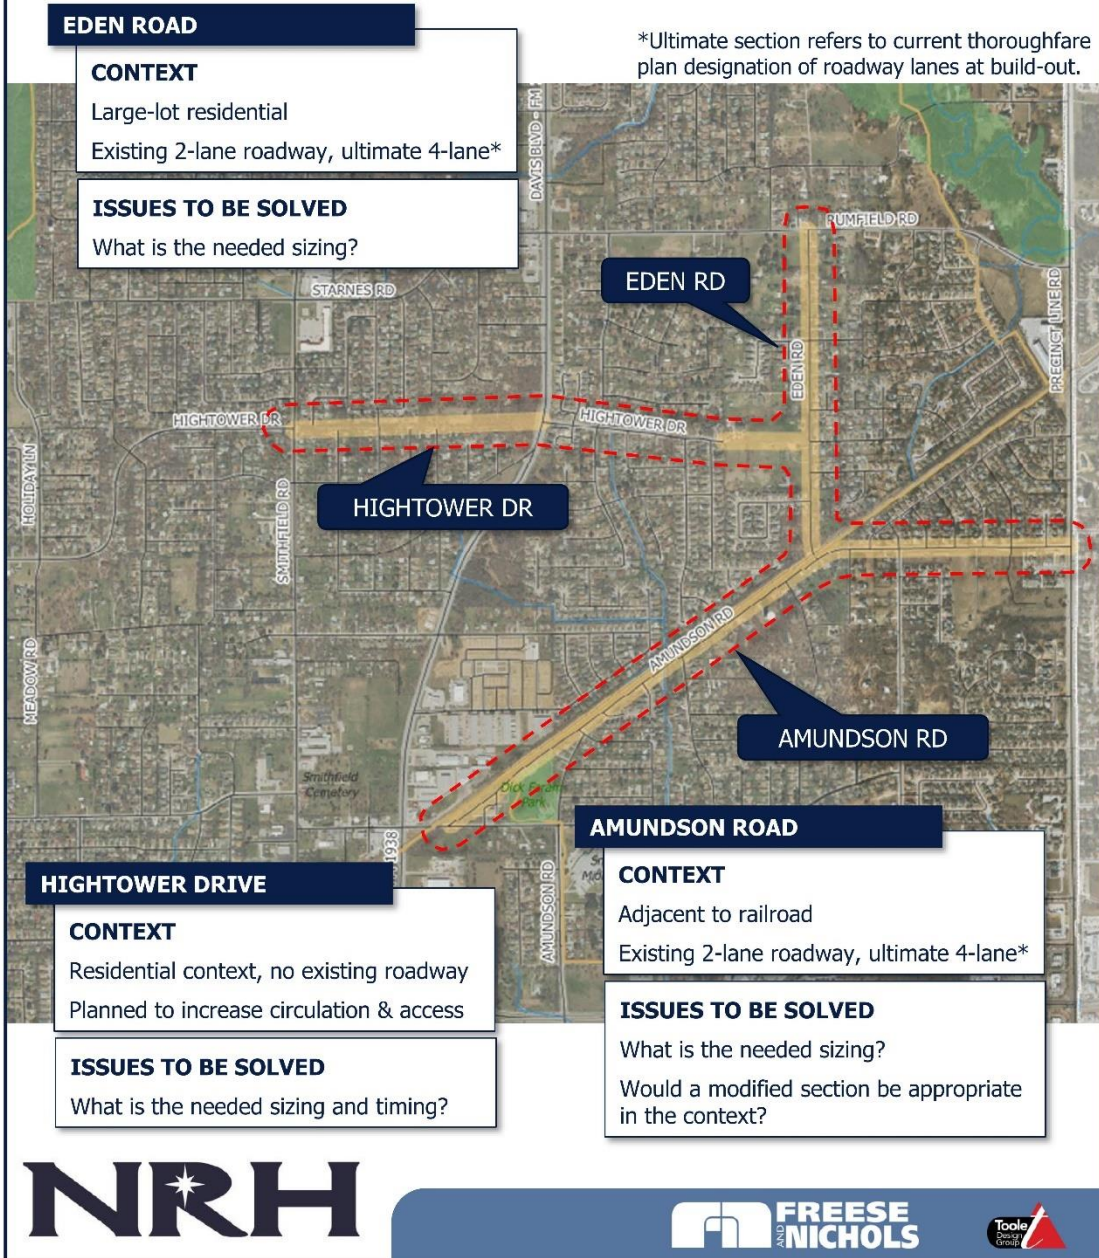 EDEN ROAD
CONTEXT
Large-lot residential
Existing 2-lane roadway, ultimate 4-lane*
ISSUES TO BE SOLVED
What is the needed sizing?
*Ultimate section refers to current thoroughfare
plan designation of roadway lanes at build-out.
DAVIS BLVD - FM
RUMFIELD RD
STARNES RD
EDEN RD
PRECINCT LINE RD
EDEN RD
HIGHTOWER DR
HIGHTOWER DR
HOLIDAY LN
SMITHFIELD RD
HIGHTOWER DR
MEADOW RD
AMUNDSON RD
AMUNDSON RD
Smithfield
Cemetery
Dick
Park
1938
AMUNDSON RD
AMUNDSON ROAD
CONTEXT
Adjacent to railroad
Existing 2-lane roadway, ultimate 4-lane*
ISSUES TO BE SOLVED
What is the needed sizing?
Would a modified section be appropriate
in the context?
HIGHTOWER DRIVE
CONTEXT
Residential context, no existing roadway
Planned to increase circulation & access
ISSUES TO BE SOLVED
What is the needed sizing and timing?
NRH
FREESE
AND NICHOLS
Toole
Design
Group